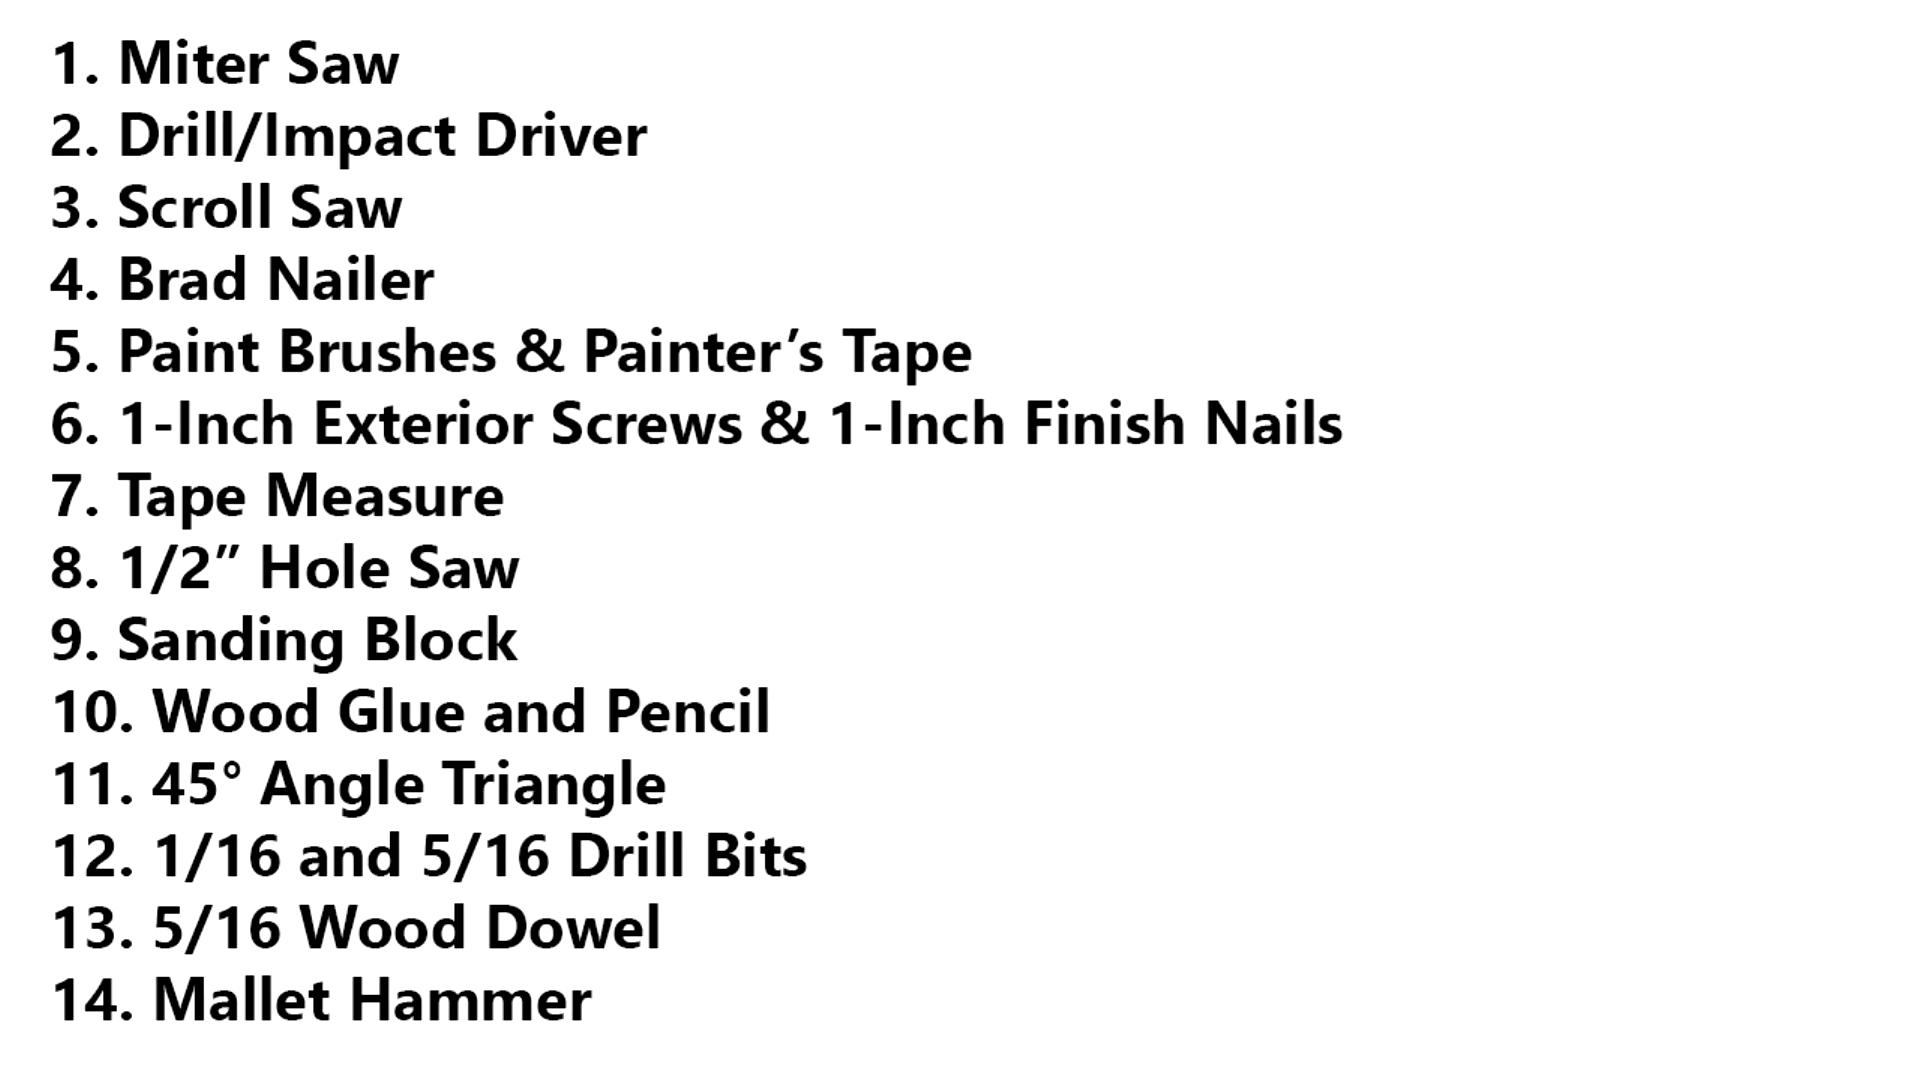 1. Miter Saw
2. Drill/Impact Driver
3. Scroll Saw
4. Brad Nailer
5. Paint Brushes & Painter’s Tape
6. 1-Inch Exterior Screws & 1-Inch Finish Nails
7. Tape Measure
8. 1/2” Hole Saw
9. Sanding Block
10. Wood Glue and Pencil
11. 45° Angle Triangle
12. 1/16 and 5/16 Drill Bits
13. 5/16 Wood Dowel
14. Mallet Hammer